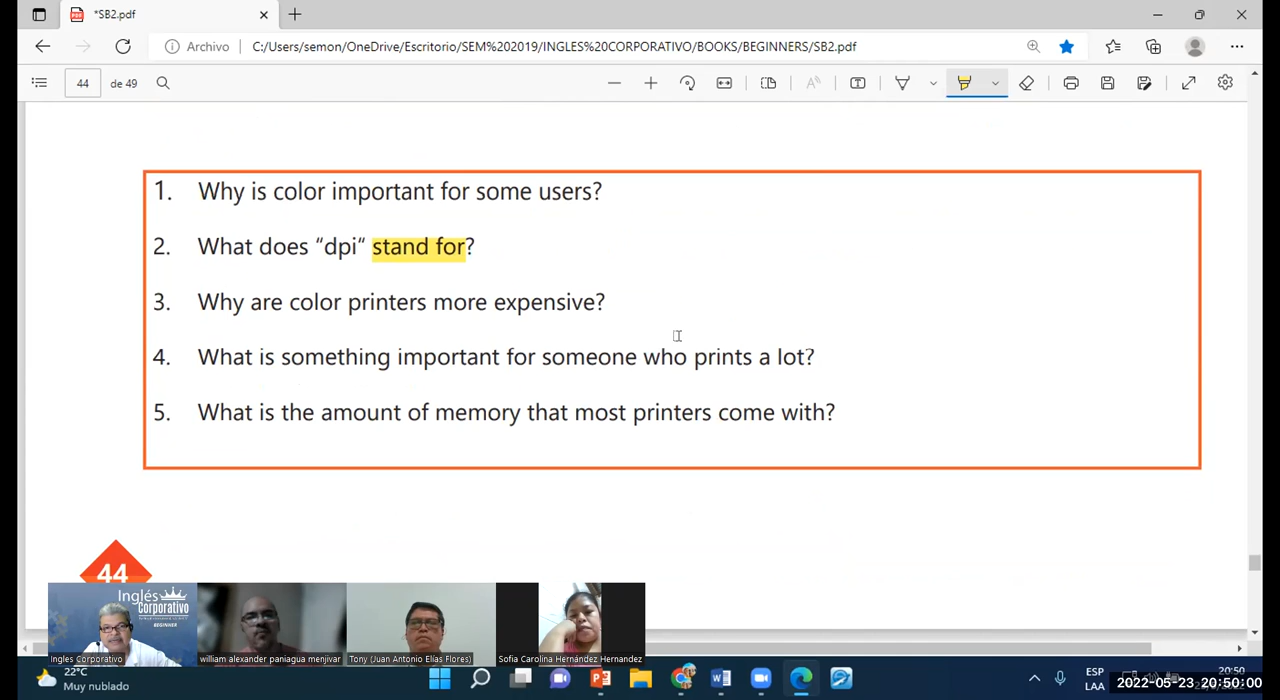 *SB2.pdf
Archivo
C:/Users/semon/OneDrive/Escritorio/SEM%202019/INGLES%20CORPORATIVO/BOOKS/BEGINNERS/SB2.pdf
44
de 49
1. Why is color important for some users?
2. What does “dpi“ stand for?
3. Why are color printers more expensive?
4. What is something important for someone who prints a lot?
5. What is the amount of memory that most printers come with?
44
Inglés
Corporativo
BEGINNER
Ingles Corporativo
william alexander paniagua menjivar
Tony (Juan Antonio Elías Flores)
Sofia Carolina Hernández Hernandez
22°C
Muy nublado
ESP
LAA
20:50
2022-05-23 20:50:00